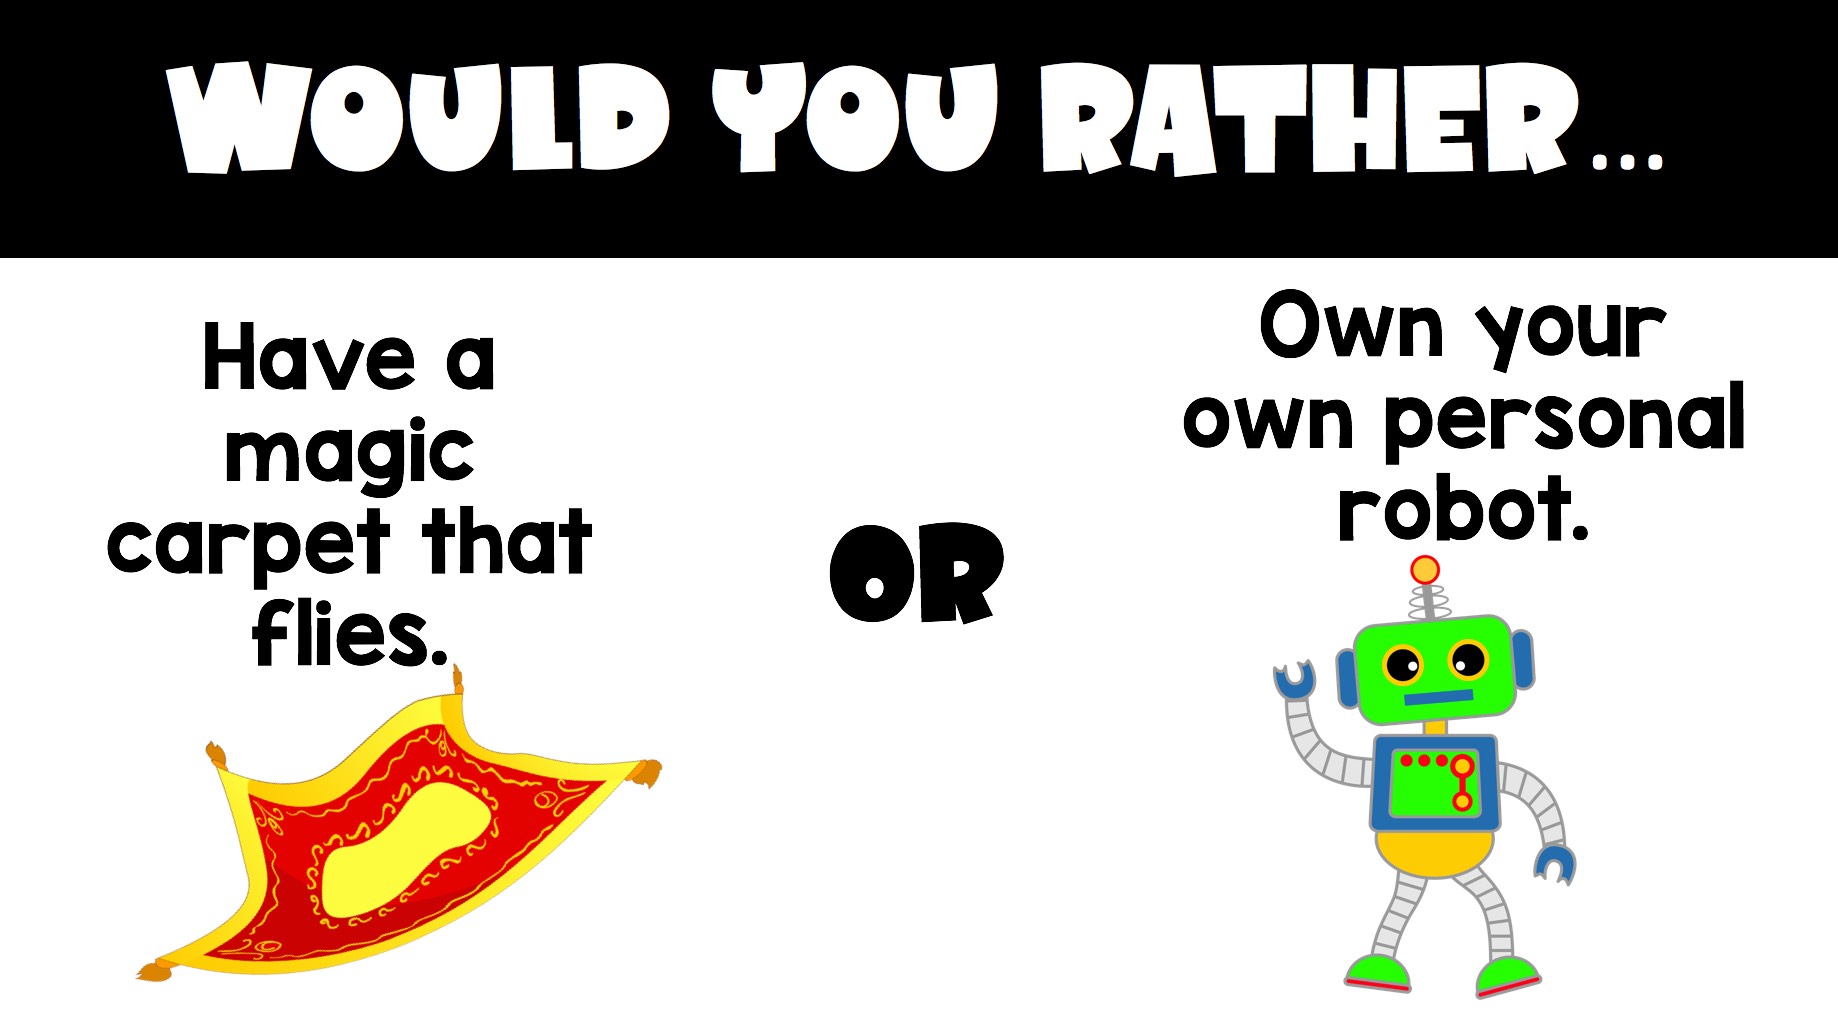 WOULD YOU RATHER...
Have a
magic
carpet that
flies.
OR
Own your
own personal
robot.